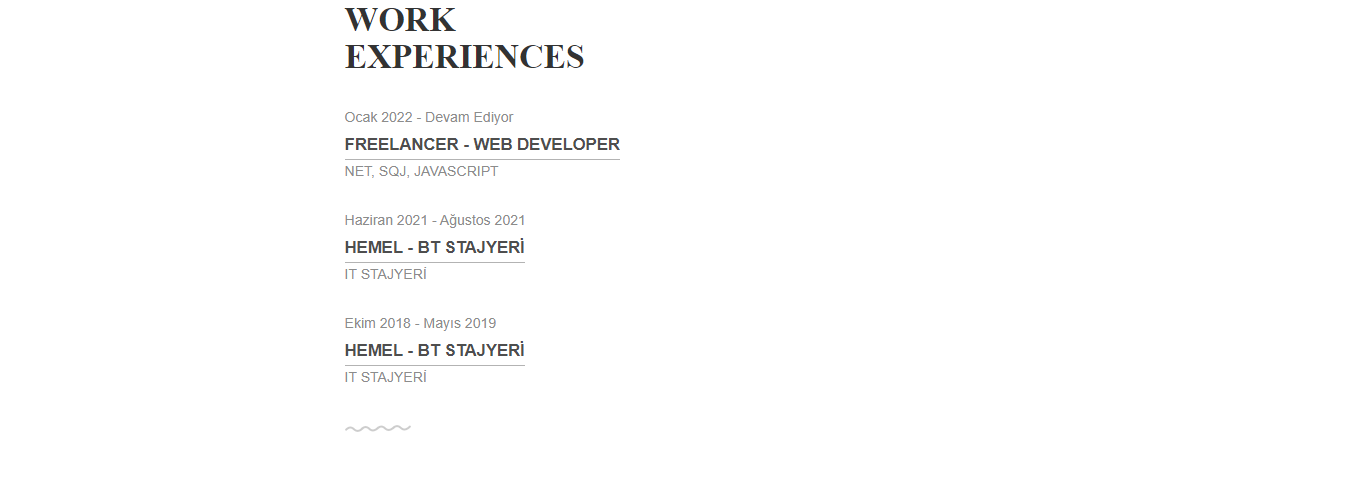 WORK
EXPERIENCES
Ocak 2022 - Devam Ediyor
FREELANCER - WEB DEVELOPER
NET, SQJ, JAVASCRIPT
Haziran 2021 - Ağustos 2021
HEMEL - BT STAJYERİ
IT STAJYERİ
Ekim 2018 - Mayıs 2019
HEMEL - BT STAJYERİ
IT STAJYERİ